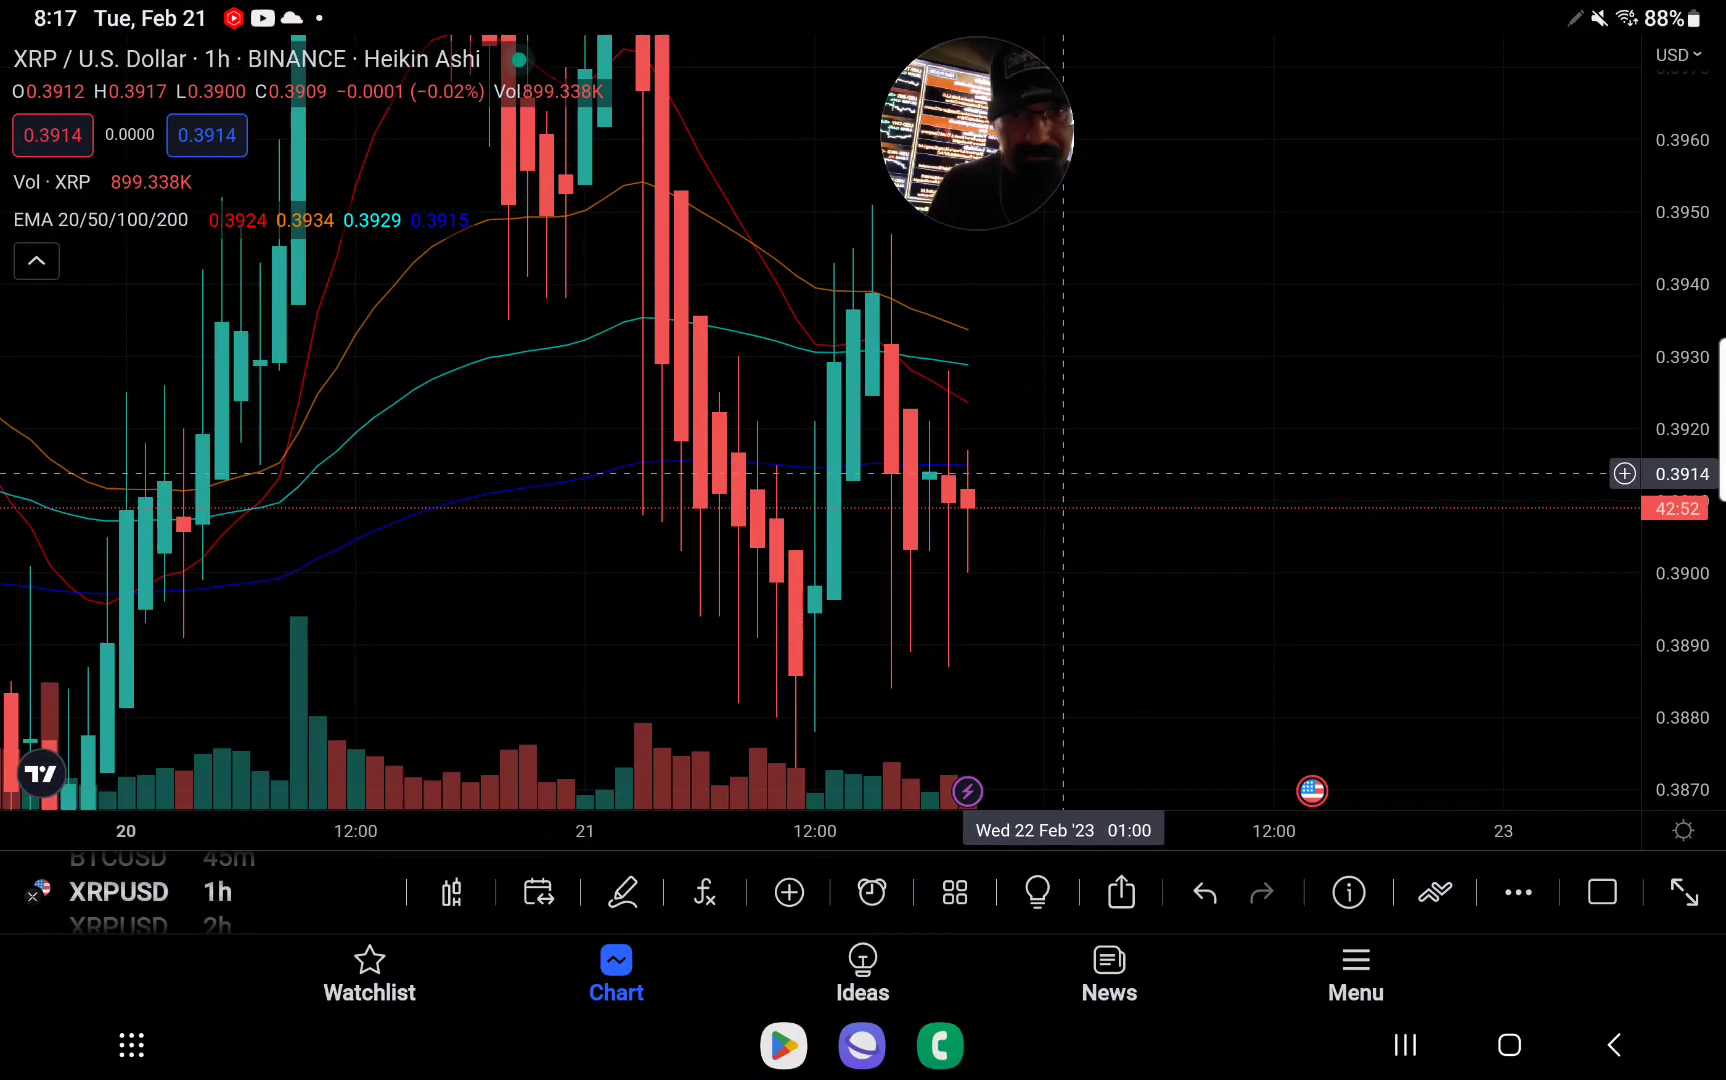 8:17 Tue, Feb 21 88%
XRP / U.S. Dollar · 1h · BINANCE · Heikin Ashi
USD
O0.3912 H0.3917 L0.3900 C0.3909 −0.0001 (−0.02%) Vol899.338K
0.3914 0.0000 0.3914
0.3960
Vol · XRP 899.338K
0.3950
EMA 20/50/100/200 0.3924 0.3934 0.3929 0.3915
0.3940
0.3930
0.3920
0.3914
42:52
0.3900
0.3890
0.3880
0.3870
20 12:00 21 12:00 Wed 22 Feb '23 01:00 12:00 23
BTCUSD 45m
XRPUSD 1h
XRPUSD 2h
Watchlist Chart Ideas News Menu